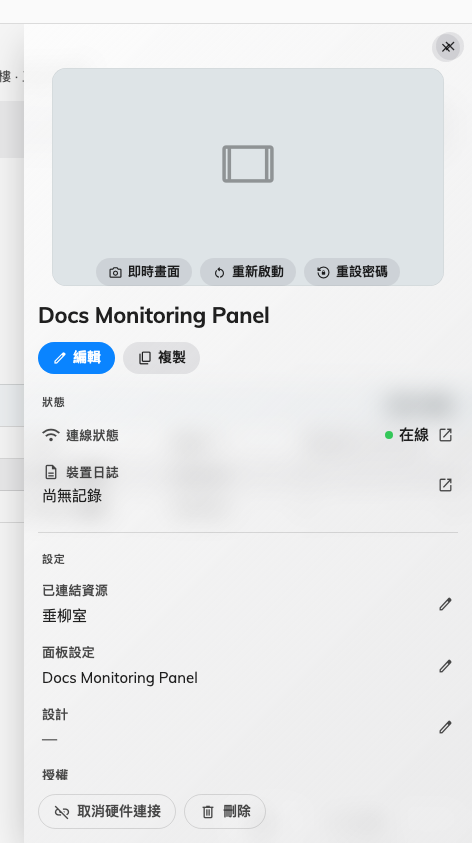 樓 ·
即時畫面 重新啟動 重設密碼
Docs Monitoring Panel
編輯 複製
狀態
連線狀態 在線
裝置日誌
尚無記錄
設定
已連結資源
垂柳室
面板設定
Docs Monitoring Panel
設計
—
授權
取消硬件連接 刪除